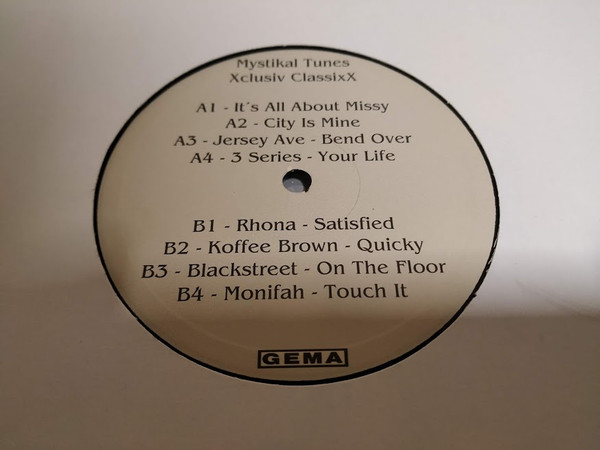 Mystikal Tunes
Xclusiv ClassixX
A1 - It´s All About Missy
A2 - City Is Mine
A3 - Jersey Ave - Bend Over
A4 - 3 Series - Your Life
B1 - Rhona - Satisfied
B2 - Koffee Brown - Quicky
B3 - Blackstreet - On The Floor
B4 - Monifah - Touch It
GEMA